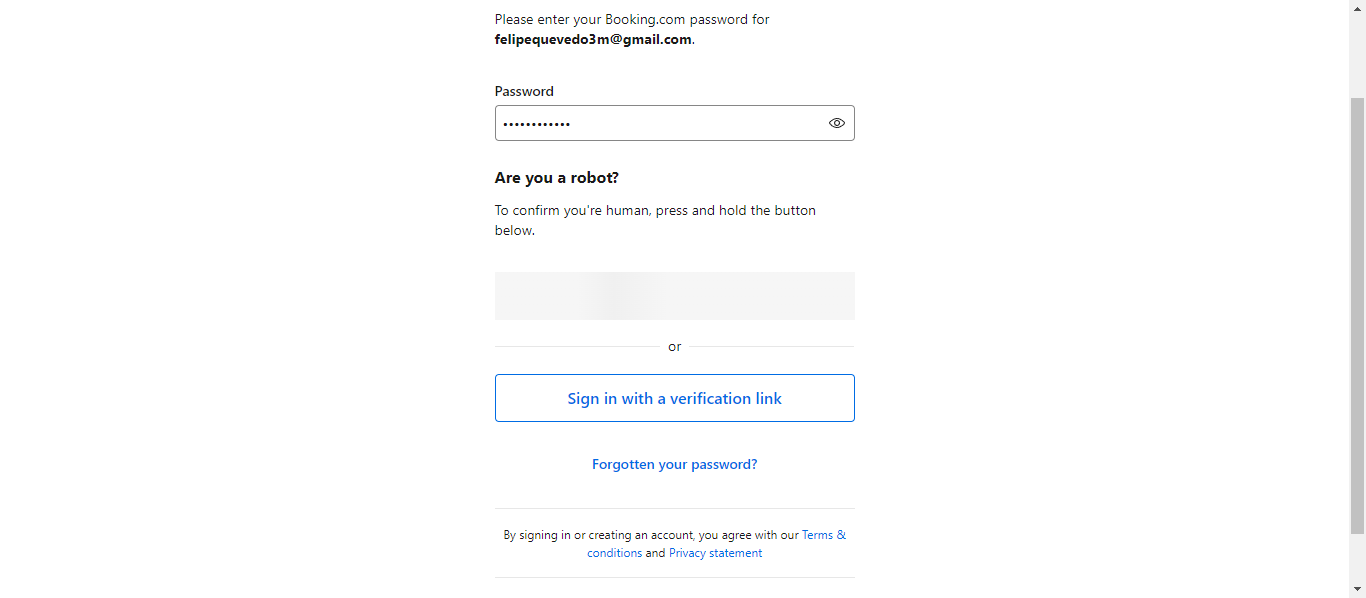 Please enter your Booking.com password for
felipequevedo3m@gmail.com.
Password
••••••••••••
Are you a robot?
To confirm you're human, press and hold the button
below.
or
Sign in with a verification link
Forgotten your password?
By signing in or creating an account, you agree with our Terms &
conditions and Privacy statement